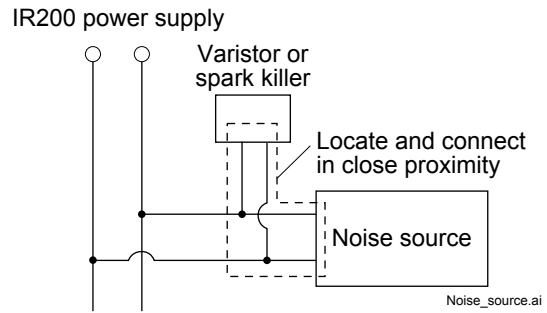 IR200 power supply
Varistor or
spark killer
Locate and connect
in close proximity
Noise source
Noise_source.ai